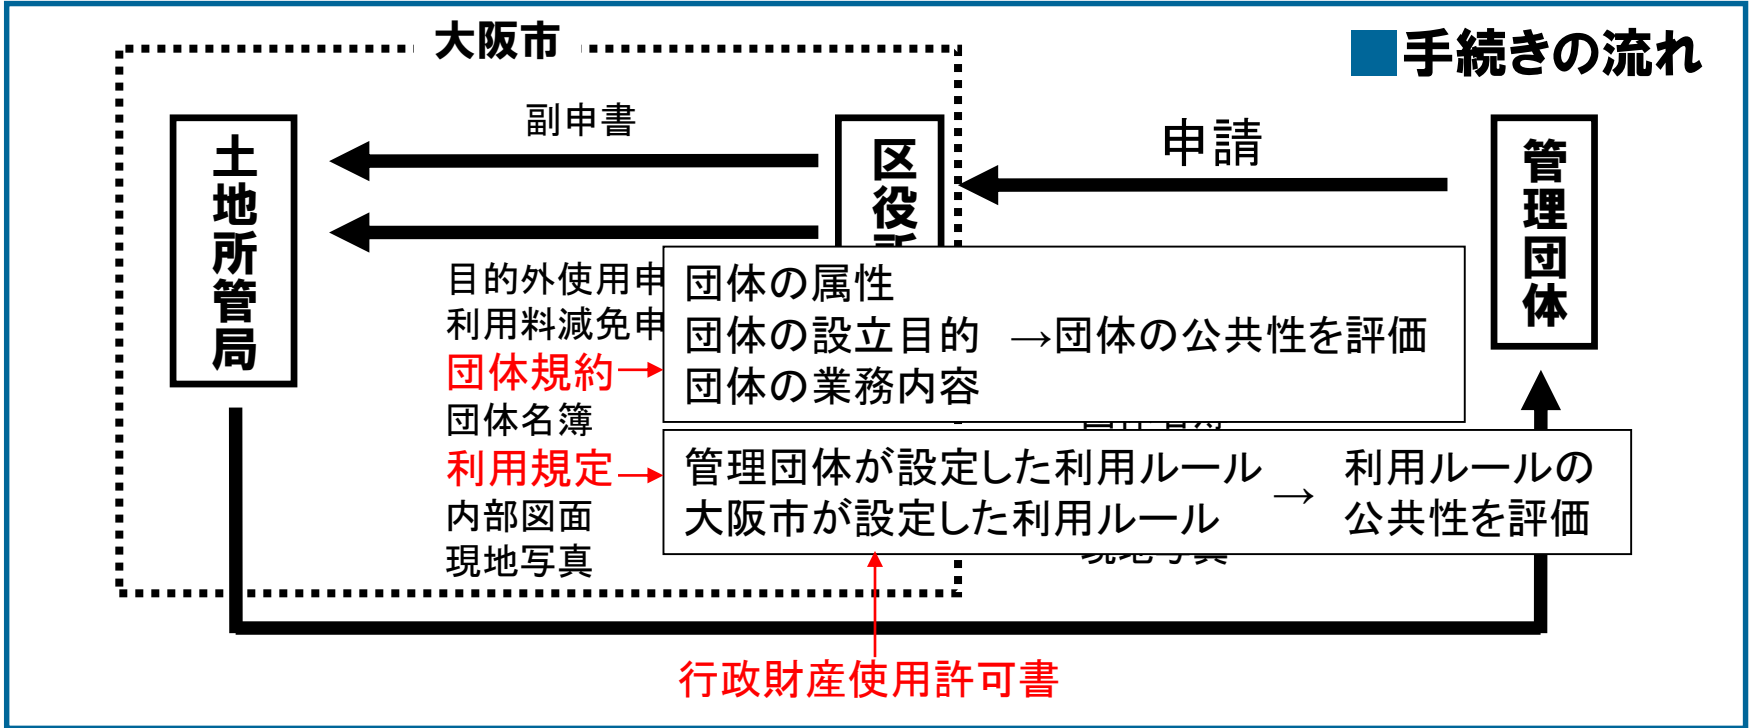 大阪市
■手続きの流れ
副申書
申請
土地所管局
区役所
管理団体
目的外使用申
利用料減免申
団体規約→
団体名簿
利用規定→
内部図面
現地写真
団体の属性
団体の設立目的 →団体の公共性を評価
団体の業務内容
管理団体が設定した利用ルール
大阪市が設定した利用ルール
→
利用ルールの
公共性を評価
行政財産使用許可書